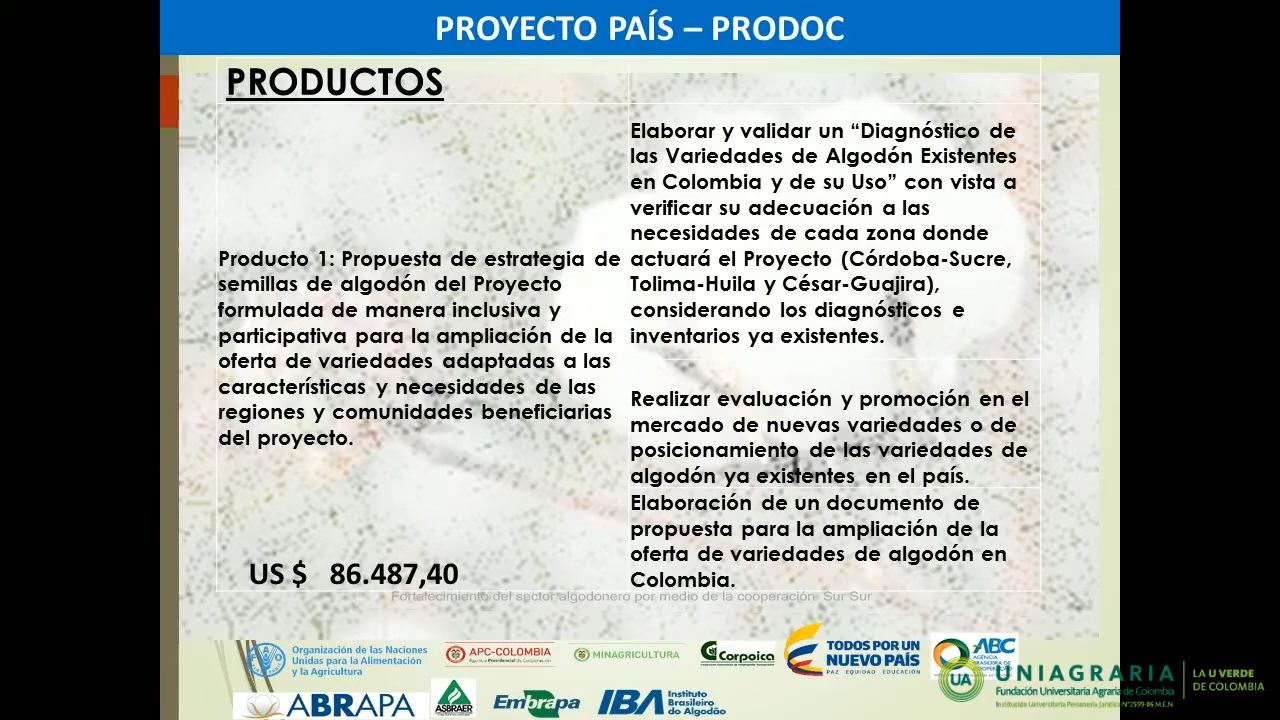 PROYECTO PAÍS – PRODOC
PRODUCTOS
Producto 1: Propuesta de estrategia de
semillas de algodón del Proyecto
formulada de manera inclusiva y
participativa para la ampliación de la
oferta de variedades adaptadas a las
características y necesidades de las
regiones y comunidades beneficiarias
del proyecto.
US $ 86.487,40
Elaborar y validar un “Diagnóstico de
las Variedades de Algodón Existentes
en Colombia y de su Uso” con vista a
verificar su adecuación a las
necesidades de cada zona donde
actuará el Proyecto (Córdoba-Sucre,
Tolima-Huila y César-Guajira),
considerando los diagnósticos e
inventarios ya existentes.
Realizar evaluación y promoción en el
mercado de nuevas variedades o de
posicionamiento de las variedades de
algodón ya existentes en el país.
Elaboración de un documento de
propuesta para la ampliación de la
oferta de variedades de algodón en
Colombia.
Fortalecimiento del sector algodonero por medio de la cooperación Sur Sur
Organización de las Naciones
Unidas para la Alimentación
y la Agricultura
APC-COLOMBIA
MINAGRICULTURA
Corpoica
TODOS POR UN
NUEVO PAÍS
PAZ EQUIDAD EDUCACIÓN
ABC
AGÊNCIA
BRASILEIRA DE
UA
UNIAGRARIA
Fundación Universitaria Agraria de Colombia
LA U VERDE
DE COLOMBIA
ABRAPA
ASBRAER
Embrapa
IBA
Instituto
Brasileiro
do Algodão